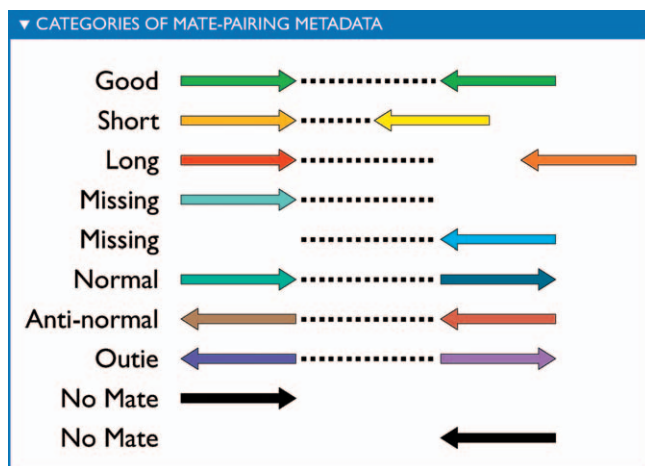 ▼ CATEGORIES OF MATE-PAIRING METADATA
Good
Short
Long
Missing
Missing
Normal
Anti-normal
Outie
No Mate
No Mate